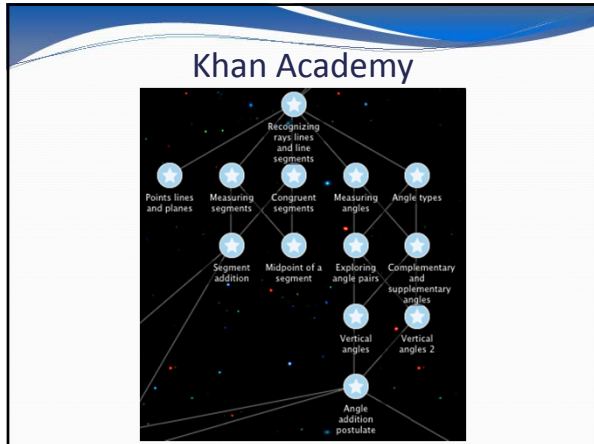 Khan Academy
Recognizing
rays lines
and line
segments
Points lines
and planes
Measuring
segments
Congruent
segments
Measuring
angles
Angle types
Segment
addition
Midpoint of a
segment
Exploring
angle pairs
Complementary
and
supplementary
angles
Vertical
angles
Vertical
angles 2
Angle
addition
postulate